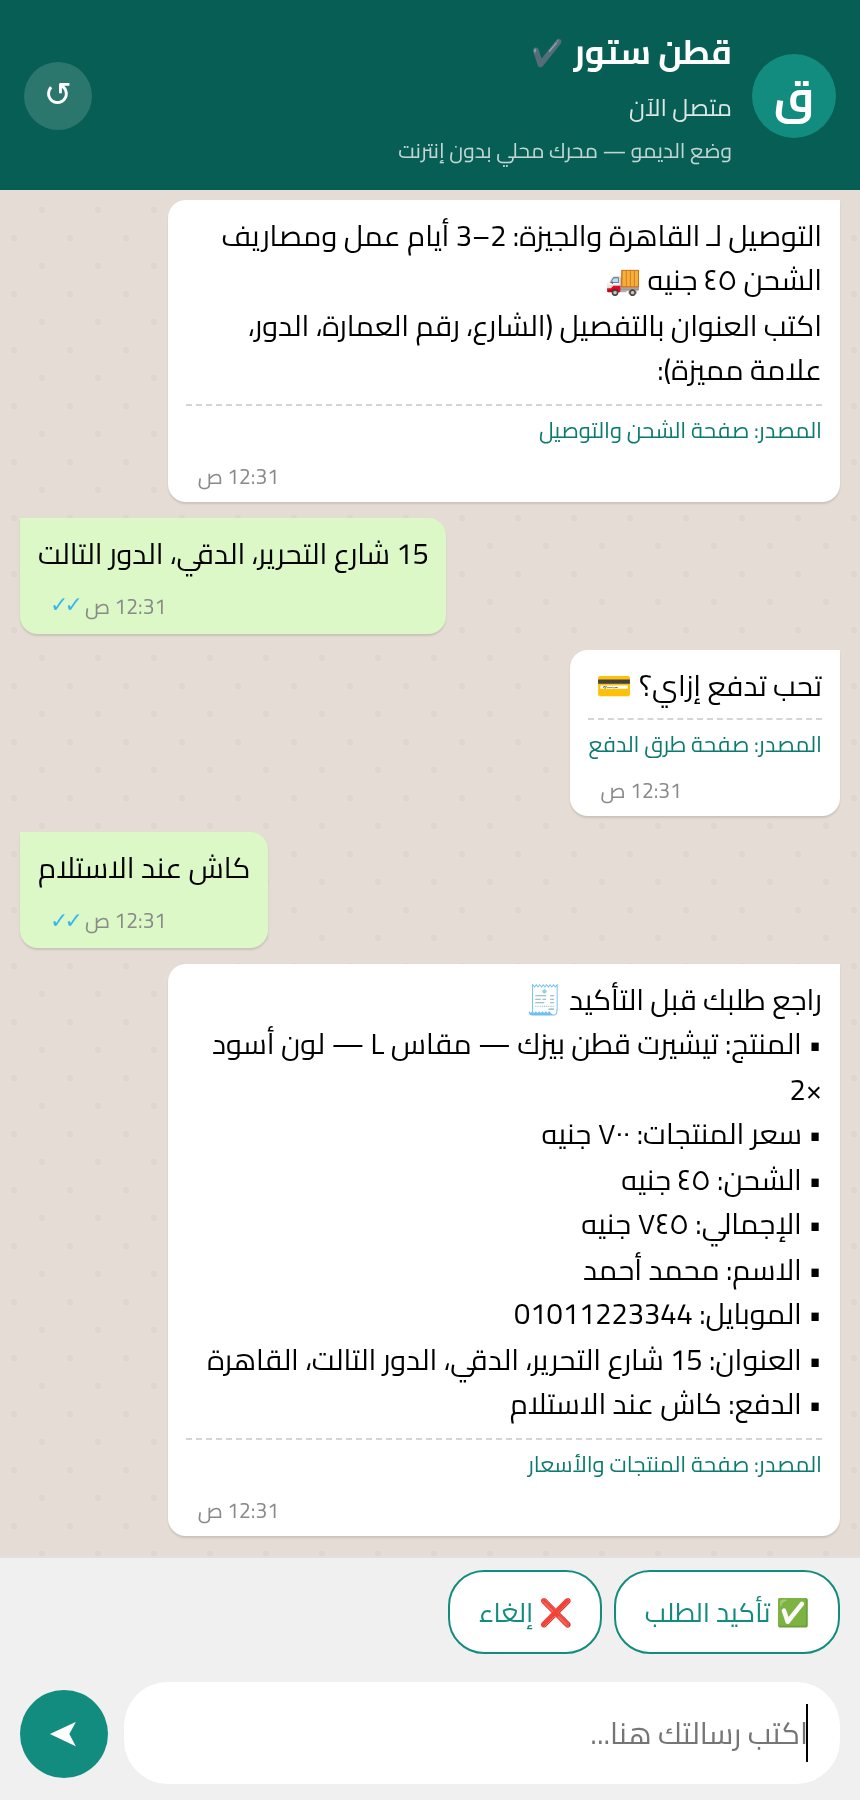 ق
قطن ستور ✔
متصل الآن
وضع الديمو — محرك محلي بدون إنترنت
↺
التوصيل لـ القاهرة والجيزة: 2–3 أيام عمل ومصاريف
الشحن ٤٥ جنيه 🚚
اكتب العنوان بالتفصيل (الشارع، رقم العمارة، الدور،
علامة مميزة):
المصدر: صفحة الشحن والتوصيل
12:31 ص
15 شارع التحرير، الدقي، الدور التالت
12:31 ص ✓✓
تحب تدفع إزاي؟ 💳
المصدر: صفحة طرق الدفع
12:31 ص
كاش عند الاستلام
12:31 ص ✓✓
راجع طلبك قبل التأكيد 🧾
▪ المنتج: تيشيرت قطن بيزك — مقاس L — لون أسود
×2
▪ سعر المنتجات: ٧٠٠ جنيه
▪ الشحن: ٤٥ جنيه
▪ الإجمالي: ٧٤٥ جنيه
▪ الاسم: محمد أحمد
▪ الموبايل: 01011223344
▪ العنوان: 15 شارع التحرير، الدقي، الدور التالت، القاهرة
▪ الدفع: كاش عند الاستلام
المصدر: صفحة المنتجات والأسعار
12:31 ص
✅ تأكيد الطلب
❌ إلغاء
اكتب رسالتك هنا...